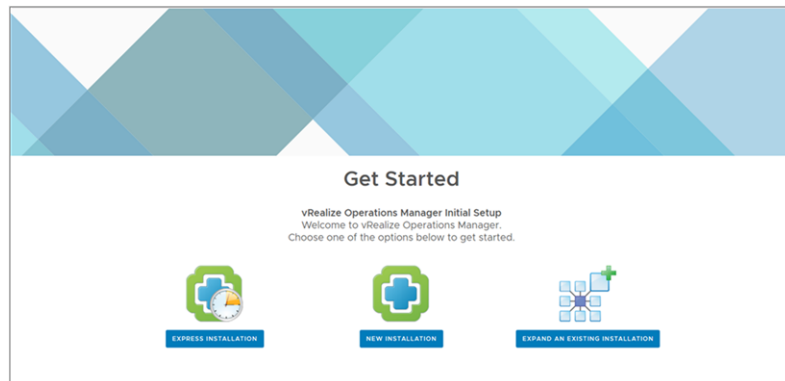 Get Started
vRealize Operations Manager Initial Setup
Welcome to vRealize Operations Manager.
Choose one of the options below to get started.
EXPRESS INSTALLATION
NEW INSTALLATION
EXPAND AN EXISTING INSTALLATION